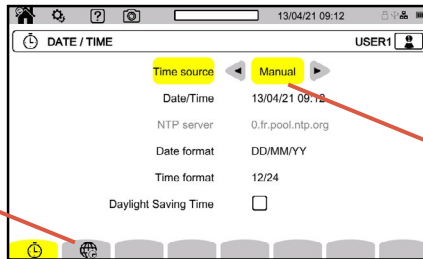 13/04/21 09:12
DATE / TIME USER1
Time source Manual
Date/Time 13/04/21 09:12
NTP server 0.fr.pool.ntp.org
Date format DD/MM/YY
Time format 12/24
Daylight Saving Time